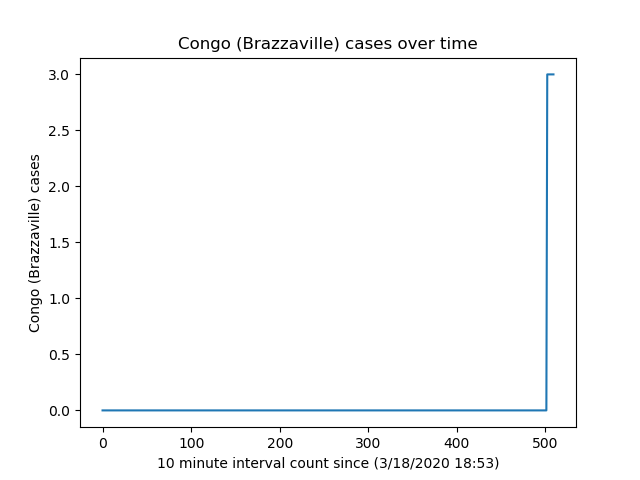 Congo (Brazzaville) cases over time
Congo (Brazzaville) cases
3.0
2.5
2.0
1.5
1.0
0.5
0.0
0 100 200 300 400 500
10 minute interval count since (3/18/2020 18:53)